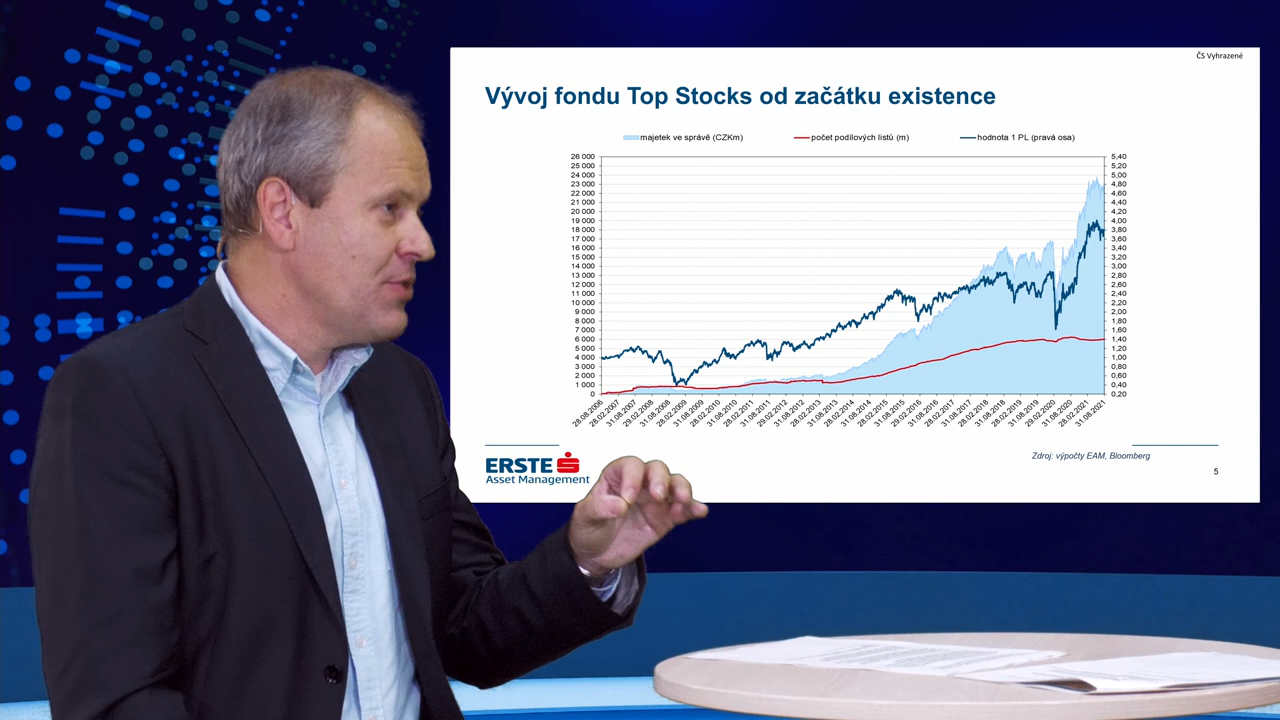 ČS Vyhrazené
Vývoj fondu Top Stocks od začátku existence
majetek ve správě (CZKm) počet podílových listů (m) hodnota 1 PL (pravá osa)
26 000 5,40
25 000 5,20
24 000 5,00
23 000 4,80
22 000 4,60
21 000 4,40
20 000 4,20
19 000 4,00
18 000 3,80
17 000 3,60
16 000 3,40
15 000 3,20
14 000 3,00
13 000 2,80
12 000 2,60
11 000 2,40
10 000 2,20
9 000 2,00
8 000 1,80
7 000 1,60
6 000 1,40
5 000 1,20
4 000 1,00
3 000 0,80
2 000 0,60
1 000 0,40
0 0,20
28.08.2006 28.02.2007 31.08.2007 29.02.2008 31.08.2008 28.02.2009 31.08.2009 28.02.2010 31.08.2010 28.02.2011 31.08.2011 29.02.2012 31.08.2012 28.02.2013 31.08.2013 28.02.2014 31.08.2014 28.02.2015 31.08.2015 29.02.2016 31.08.2016 28.02.2017 31.08.2017 28.02.2018 31.08.2018 28.02.2019 31.08.2019 29.02.2020 31.08.2020 28.02.2021 31.08.2021
Zdroj: výpočty EAM, Bloomberg
ERSTE
Asset Management
5